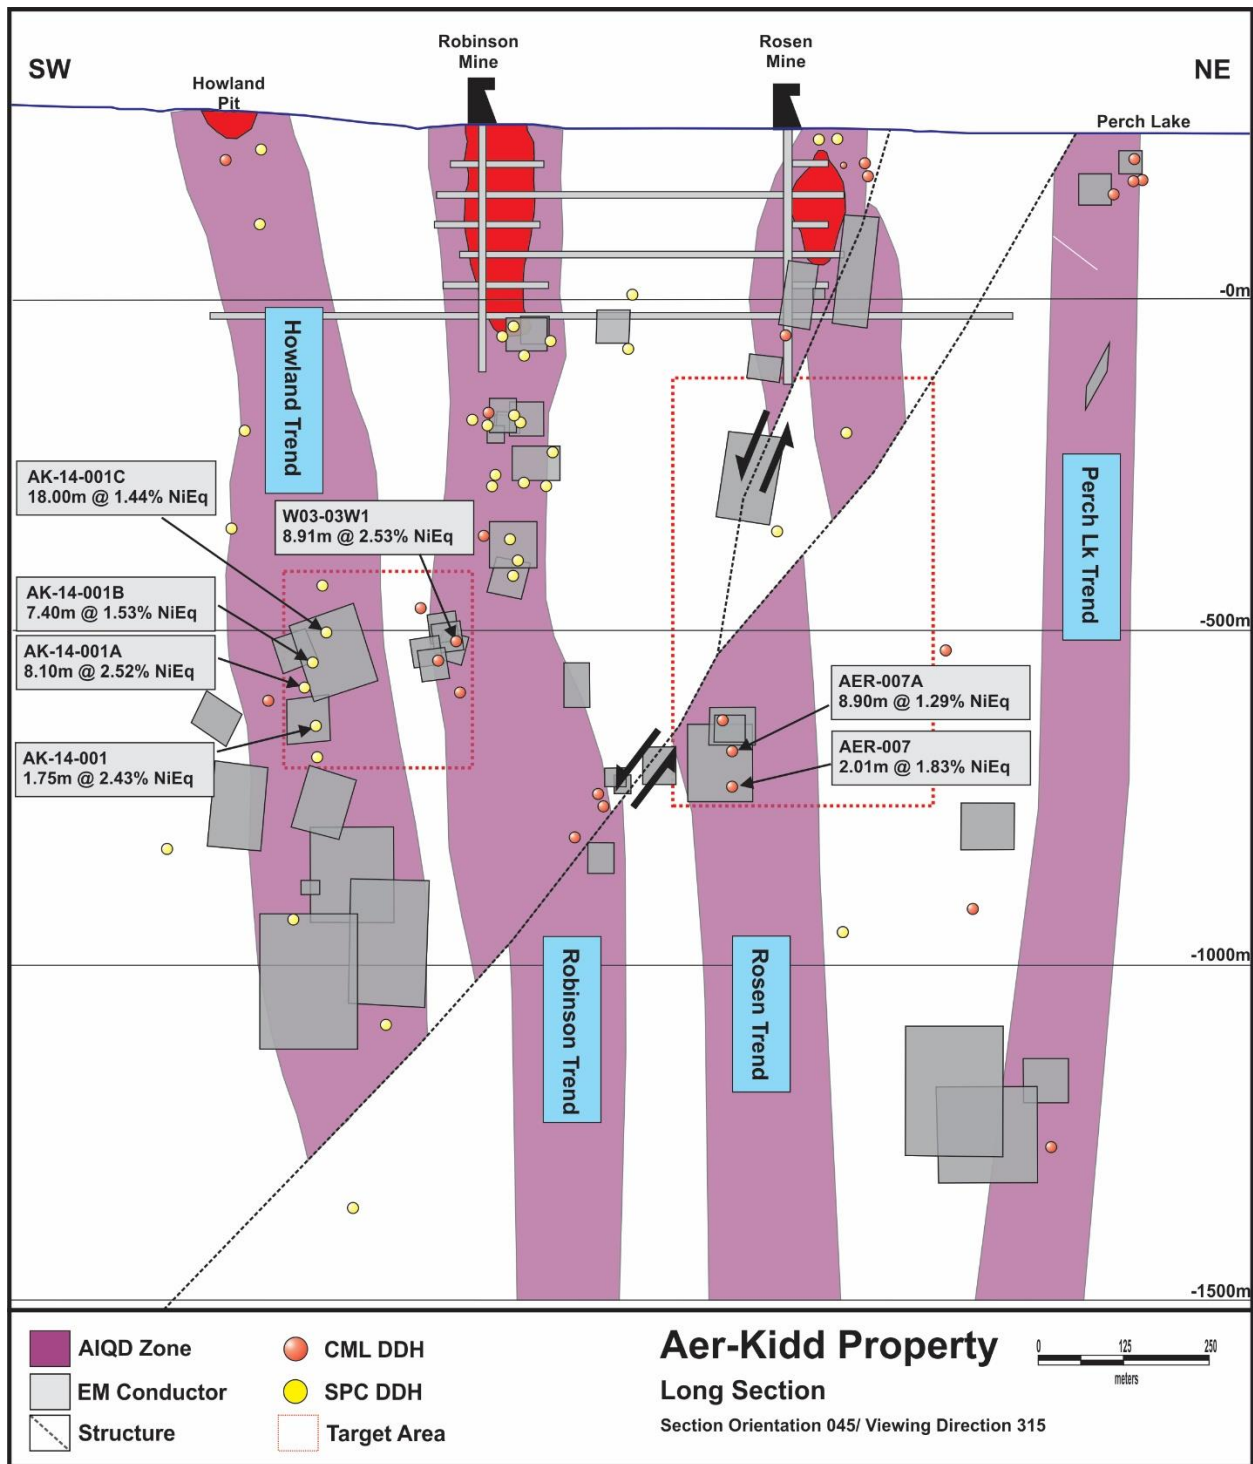 SW
Howland
Pit
Robinson
Mine
Rosen
Mine
NE
Perch Lake
-0m
Howland Trend
AK-14-001C
18.00m @ 1.44% NiEq
W03-03W1
8.91m @ 2.53% NiEq
Perch Lk Trend
AK-14-001B
7.40m @ 1.53% NiEq
-500m
AK-14-001A
8.10m @ 2.52% NiEq
AER-007A
8.90m @ 1.29% NiEq
AK-14-001
1.75m @ 2.43% NiEq
AER-007
2.01m @ 1.83% NiEq
-1000m
Robinson Trend
Rosen Trend
-1500m
AIQD Zone
EM Conductor
Structure
CML DDH
SPC DDH
Target Area
Aer-Kidd Property
Long Section
Section Orientation 045/ Viewing Direction 315
0 125 250
meters